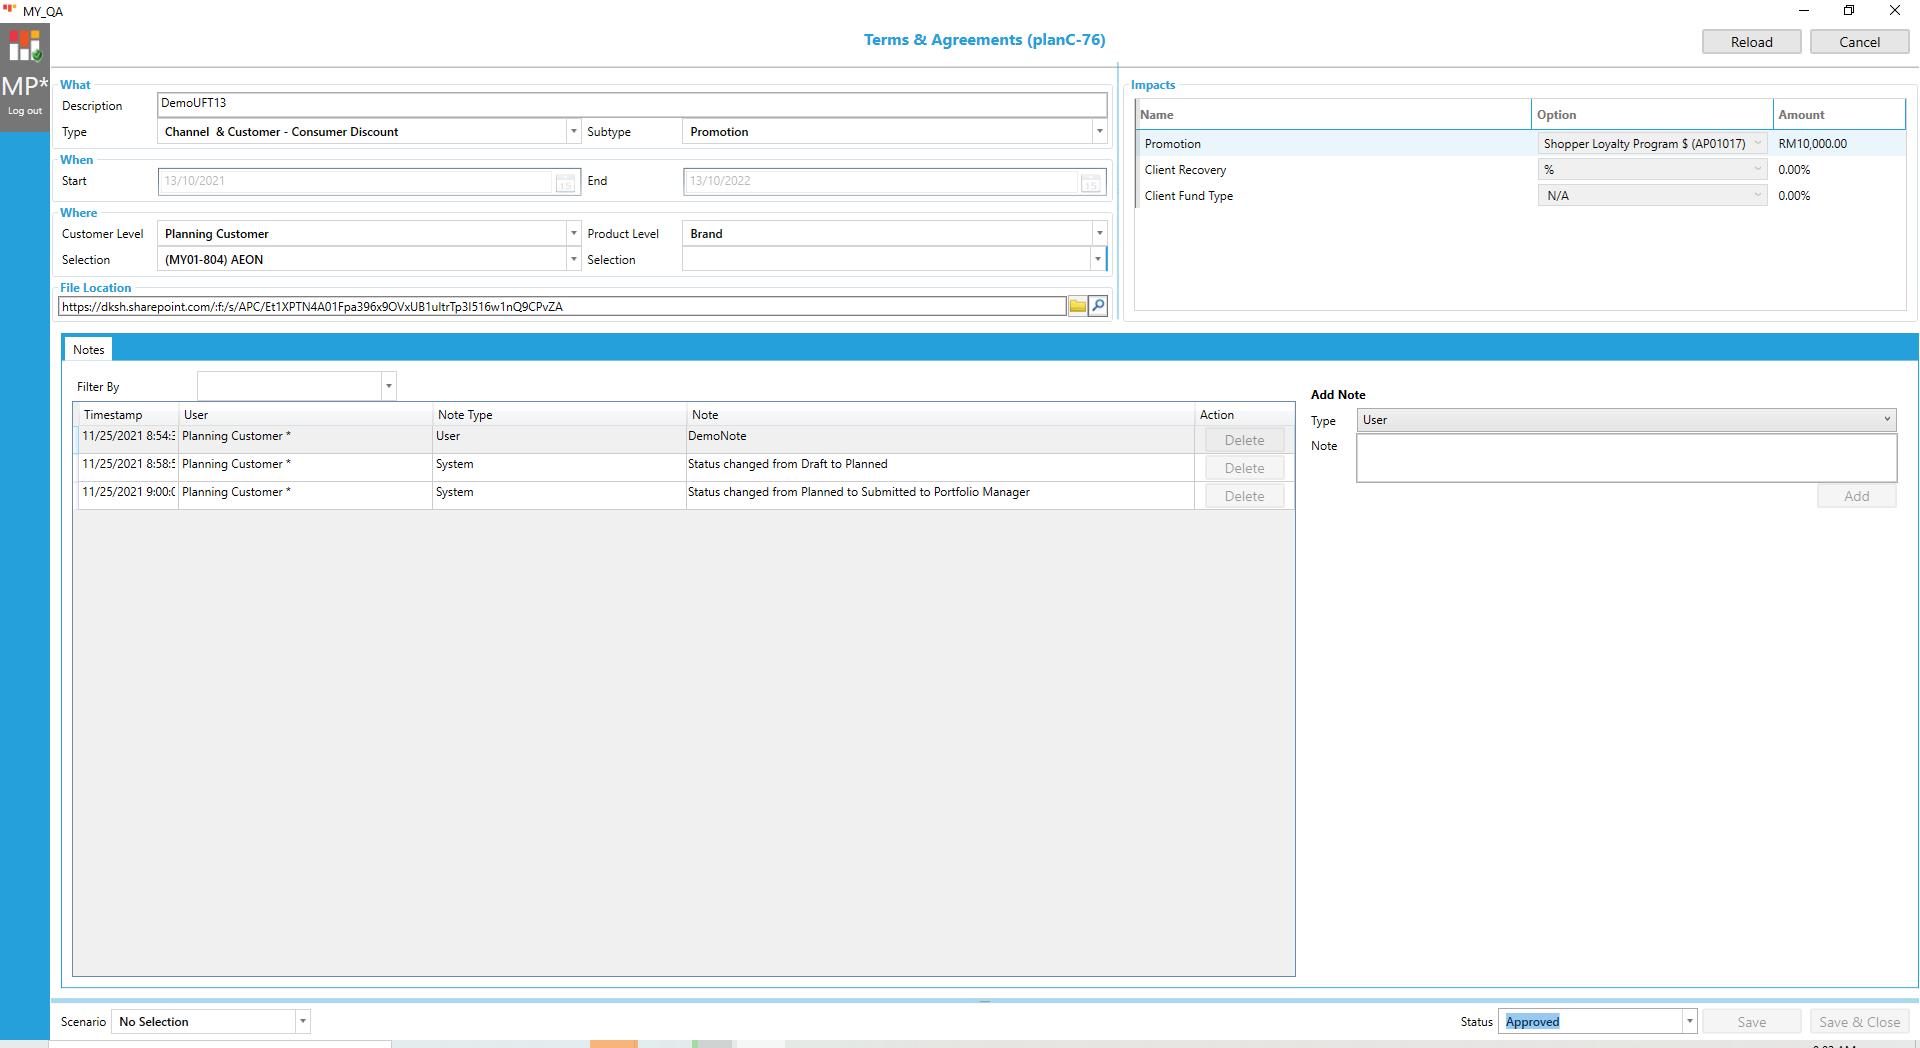 MY_QA
Terms & Agreements (planC-76)
Reload
Cancel
MP*
Log out
What
Description
DemoUFT13
Type
Channel & Customer - Consumer Discount
Subtype
Promotion
When
Start
13/10/2021
15
End
13/10/2022
15
Where
Customer Level
Planning Customer
Product Level
Brand
Selection
(MY01-804) AEON
Selection
File Location
https://dksh.sharepoint.com/:f:/s/APC/Et1XPTN4A01Fpa396x9OVxUB1ultrTp3I516w1nQ9CPvZA
Impacts
Name Option Amount
Promotion Shopper Loyalty Program $ (AP01017) RM10,000.00
Client Recovery % 0.00%
Client Fund Type N/A 0.00%
Notes
Filter By
Timestamp User Note Type Note Action
11/25/2021 8:54:3 Planning Customer * User DemoNote Delete
11/25/2021 8:58:5 Planning Customer * System Status changed from Draft to Planned Delete
11/25/2021 9:00:0 Planning Customer * System Status changed from Planned to Submitted to Portfolio Manager Delete
Add Note
Type User
Note
Add
Scenario No Selection
Status Approved
Save
Save & Close